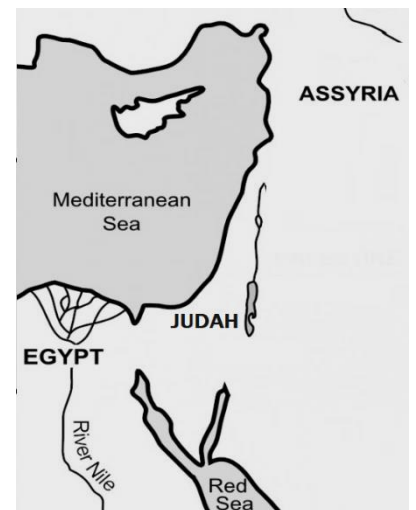 ASSYRIA
Mediterranean
Sea
JUDAH
EGYPT
River Nile
Red
Sea